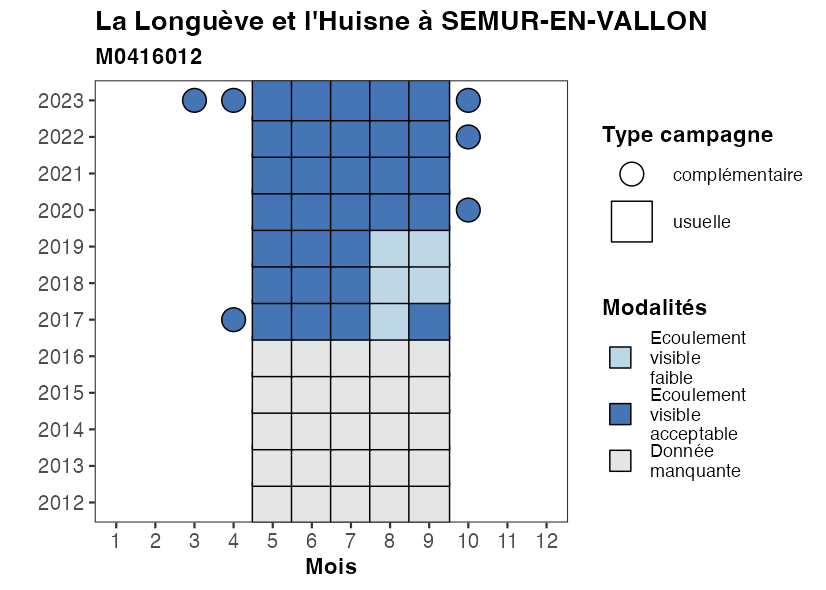 La Longuève et l'Huisne à SEMUR-EN-VALLON
M0416012
2023
2022
2021
2020
2019
2018
2017
2016
2015
2014
2013
2012
1 2 3 4 5 6 7 8 9 10 11 12
Mois
Type campagne
complémentaire
usuelle
Modalités
Ecoulement
visible
faible
Ecoulement
visible
acceptable
Donnée
manquante